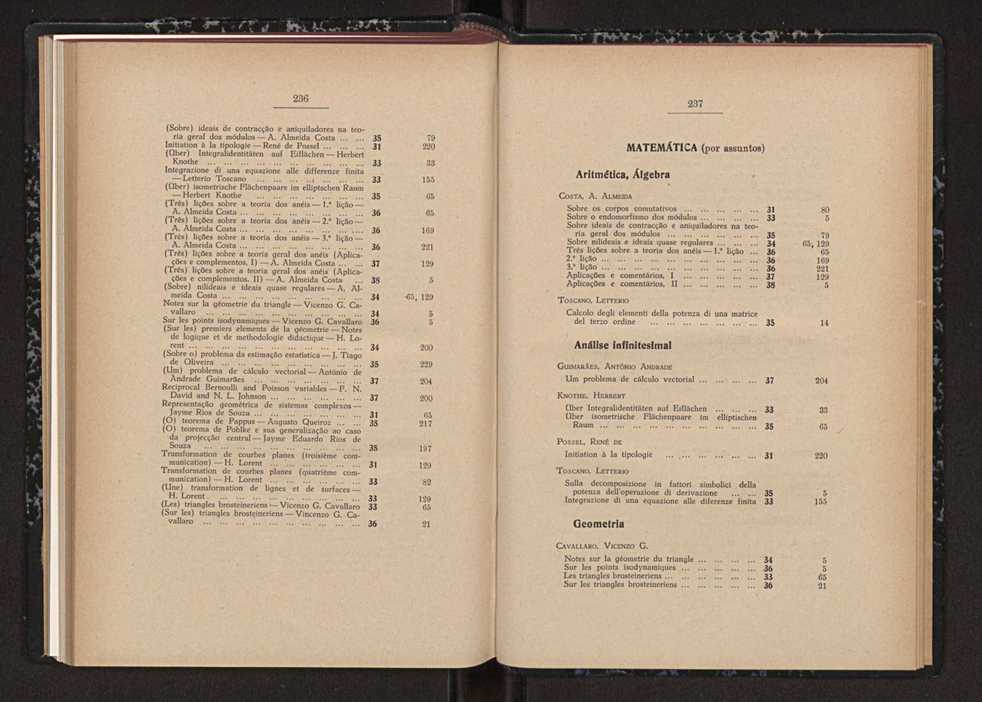 236
(Sobre) ideais de contracção e aniquiladores na teo-
ria geral dos módulos — A. Almeida Costa ... ... 35 79
Initiation à la tipologie — René de Possel ... ... 31 220
(Über) Integralidentitäten auf Eiflächen — Herbert
Knothe ... ... ... ... ... ... ... ... ... ... 33 33
Integrazione di una equazione alle differenze finita
— Letterio Toscano ... ... ... ... ... ... ... 33 155
(Über) isometrische Flächenpaare im elliptschen Raum
— Herbert Knothe ... ... ... ... ... ... ... 35 65
(Três) lições sobre a teoria dos anéis — 1.ª lição —
A. Almeida Costa ... ... ... ... ... ... ... ... 36 65
(Três) lições sobre a teoria dos anéis — 2.ª lição —
A. Almeida Costa ... ... ... ... ... ... ... ... 36 169
(Três) lições sobre a teoria dos anéis — 3.ª lição —
A. Almeida Costa ... ... ... ... ... ... ... ... 36 221
(Três) lições sobre a teoria geral dos anéis (Aplica-
ções e complementos, I) — A. Almeida Costa ... ... 37 129
(Três) lições sobre a teoria geral dos anéis (Aplica-
ções e complementos, II) — A. Almeida Costa ... 38 5
(Sobre) nilideais e ideais quase regulares — A. Al-
meida Costa ... ... ... ... ... ... ... ... ... 34 65, 129
Notes sur la géometrie du triangle — Vicenzo G. Ca-
vallaro ... ... ... ... ... ... ... ... ... ... 34 5
Sur les points isodynamiques — Vicenzo G. Cavallaro 36 5
(Sur les) premiers elements de la géometrie — Notes
de logique et de methodologie didactique — H. Lo-
rent ... ... ... ... ... ... ... ... ... ... ... 34 200
(Sobre o) problema da estimação estatística — J. Tiago
de Oliveira ... ... ... ... ... ... ... ... ... 35 229
(Um) problema de cálculo vectorial — António de
Andrade Guimarães ... ... ... ... ... ... ... 37 204
Reciprocal Bernoulli and Poisson variables — F. N.
David and N. L. Johnson ... ... ... ... ... ... 37 200
Representação geométrica de sistemas complexos —
Jayme Rios de Souza ... ... ... ... ... ... ... 31 65
(O) teorema de Pappus — Augusto Queiroz ... ... 35 217
(O) teorema de Pohlke e sua generalização ao caso
da projecção central — Jayme Eduardo Rios de
Souza ... ... ... ... ... ... ... ... ... ... 35 197
Transformation de courbes planes (troisième com-
munication) — H. Lorent ... ... ... ... ... ... 31 129
Transformation de courbes planes (quatrième com-
munication) — H. Lorent ... ... ... ... ... ... 33 82
(Une) transformation de lignes et de surfaces —
H. Lorent ... ... ... ... ... ... ... ... ... ... 33 129
(Les) triangles brosteineriens — Vicenzo G. Cavallaro 33 65
(Sur les) triangles brosteineriens — Vincenzo G. Ca-
vallaro ... ... ... ... ... ... ... ... ... ... 36 21
237
MATEMÁTICA (por assuntos)
Aritmética, Álgebra
COSTA, A. ALMEIDA
Sobre os corpos comutativos ... ... ... ... ... 31 80
Sobre o endomorfismo dos módulos ... ... ... ... 33 5
Sobre ideais de contracção e aniquiladores na teo-
ria geral dos módulos ... ... ... ... ... ... 35 79
Sobre nilideais e ideais quase regulares ... ... ... 34 65, 129
Três lições sobre a teoria dos anéis — 1.ª lição ... 36 65
2.ª lição ... ... ... ... ... ... ... ... ... ... 36 169
3.ª lição ... ... ... ... ... ... ... ... ... ... 36 221
Aplicações e comentários, I ... ... ... ... ... 37 129
Aplicações e comentários, II ... ... ... ... ... 38 5
TOSCANO, LETTERIO
Calcolo degli elementi della potenza di una matrice
del terzo ordine ... ... ... ... ... ... ... 35 14
Análise infinitesimal
GUIMARÃES, ANTÓNIO ANDRADE
Um problema de cálculo vectorial ... ... ... ... 37 204
KNOTHE, HERBERT
Über Integralidentitäten auf Eiflächen ... ... ... 33 33
Über isometrische Flächenpaare im elliptischen
Raum ... ... ... ... ... ... ... ... ... ... 35 65
POSSEL, RENÉ DE
Initiation à la tipologie ... ... ... ... ... ... 31 220
TOSCANO, LETTERIO
Sulla decomposizione in fattori simbolici della
potenza dell'operazione di derivazione ... ... 35 5
Integrazione di una equazione alle diferenze finita 33 155
Geometria
CAVALLARO, VICENZO G.
Notes sur la géometrie du triangle ... ... ... ... 34 5
Sur les points isodynamiques ... ... ... ... ... 36 5
Les triangles brosteineriens ... ... ... ... ... ... 33 65
Sur les triangles brosteineriens ... ... ... ... ... 36 21